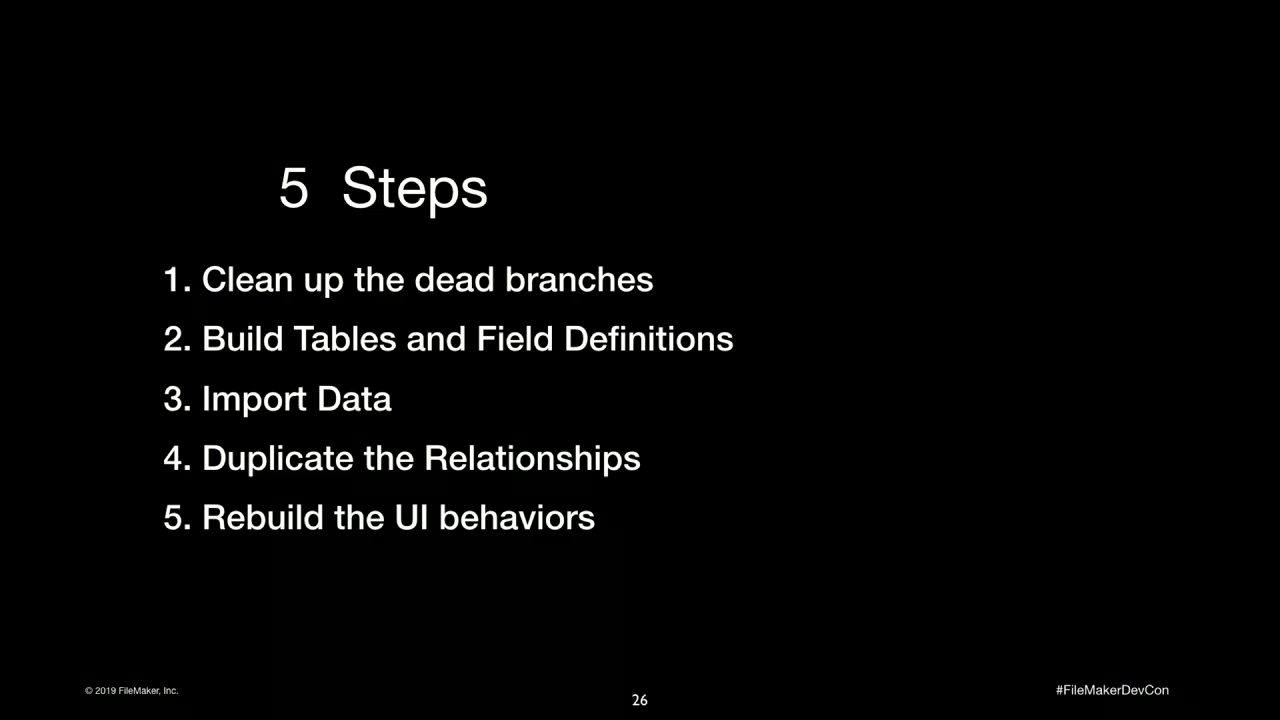 5  Steps
1. Clean up the dead branches
2. Build Tables and Field Definitions
3. Import Data
4. Duplicate the Relationships
5. Rebuild the UI behaviors
© 2019 FileMaker, Inc.
26
#FileMakerDevCon